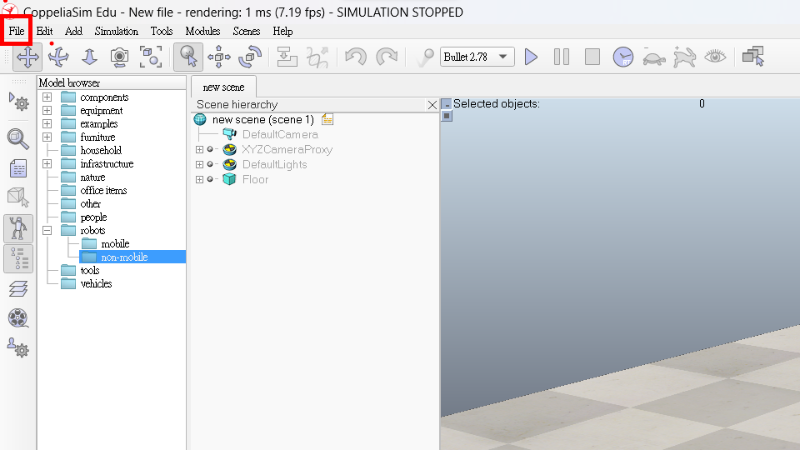 CoppeliaSim Edu - New file - rendering: 1 ms (7.19 fps) - SIMULATION STOPPED
File Edit Add Simulation Tools Modules Scenes Help
Bullet 2.78
Model browser
components
equipment
examples
furniture
household
infrastructure
nature
office items
other
people
robots
mobile
non-mobile
tools
vehicles
new scene
Scene hierarchy
new scene (scene 1)
DefaultCamera
XYZCameraProxy
DefaultLights
Floor
Selected objects: 0